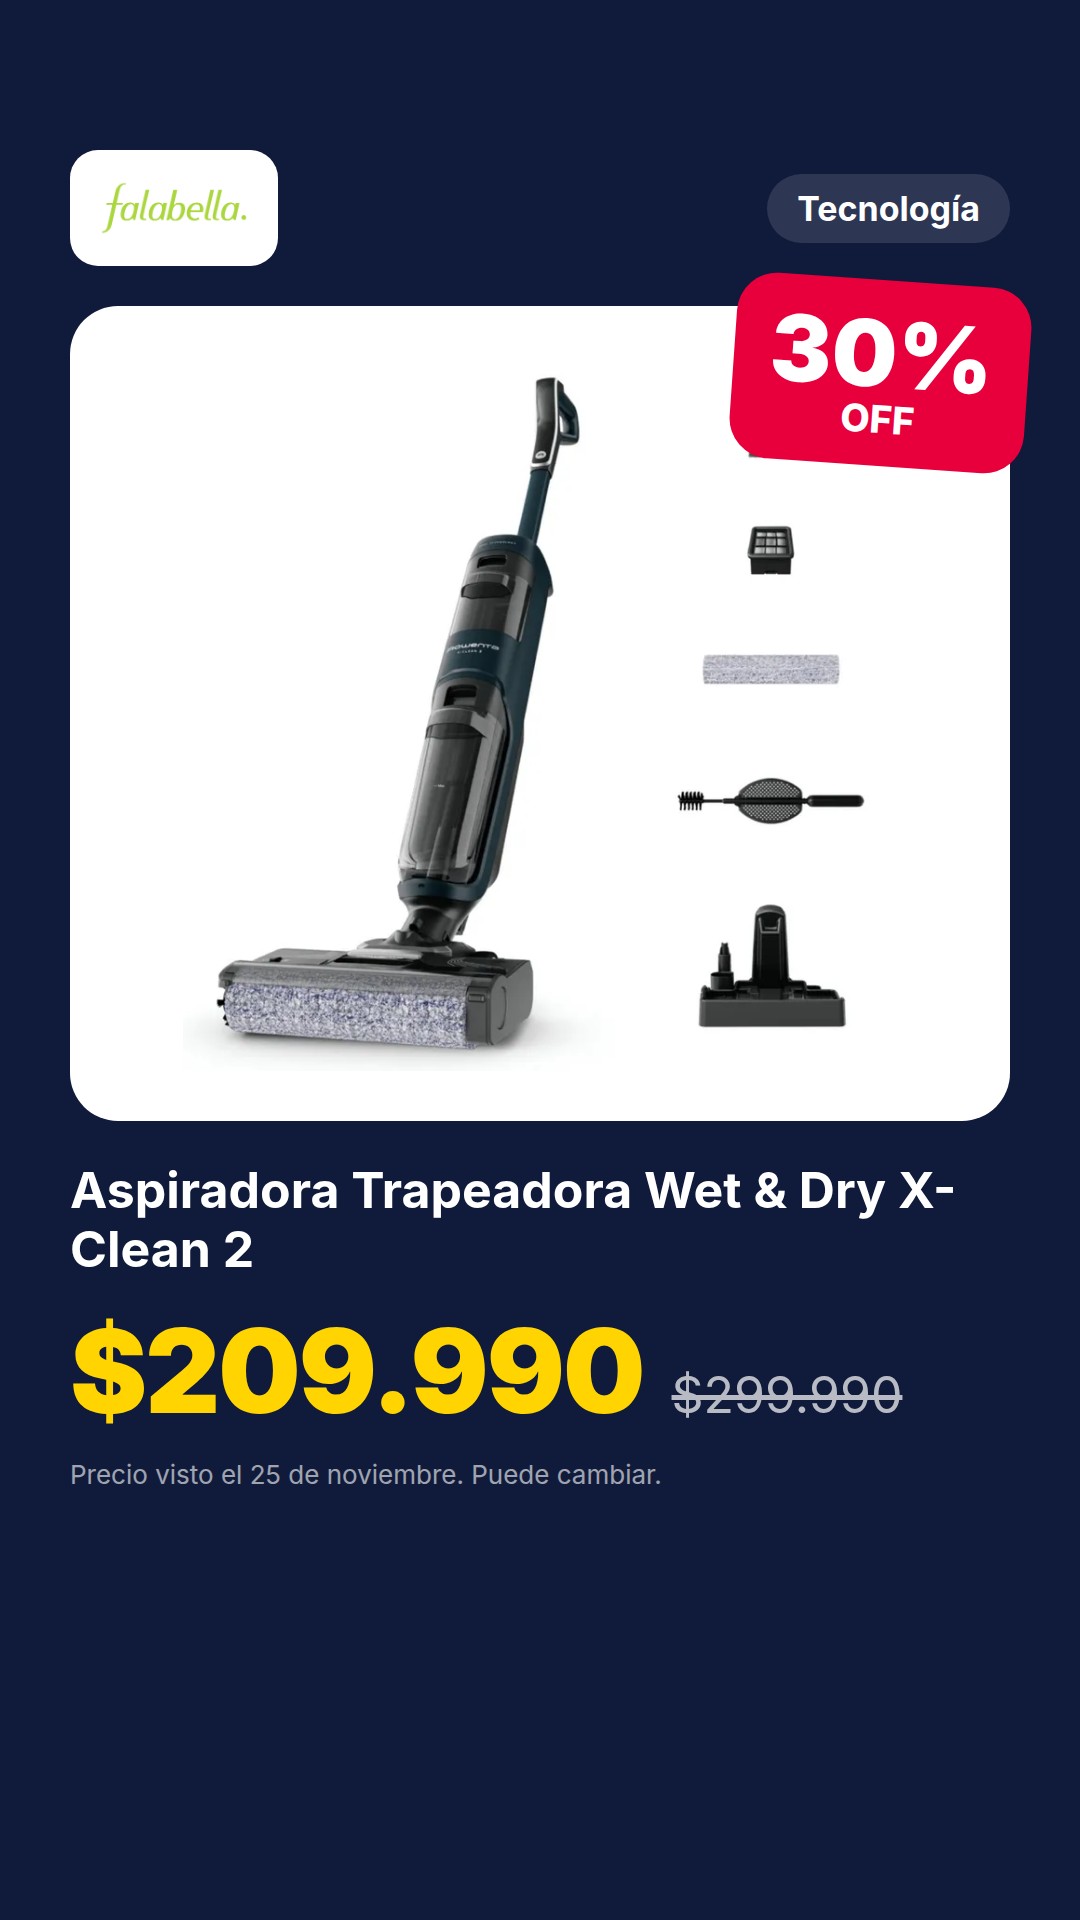 falabella.
Tecnología
30%
OFF
rowenta
Aspiradora Trapeadora Wet & Dry X-
Clean 2
$209.990 $299.990
Precio visto el 25 de noviembre. Puede cambiar.